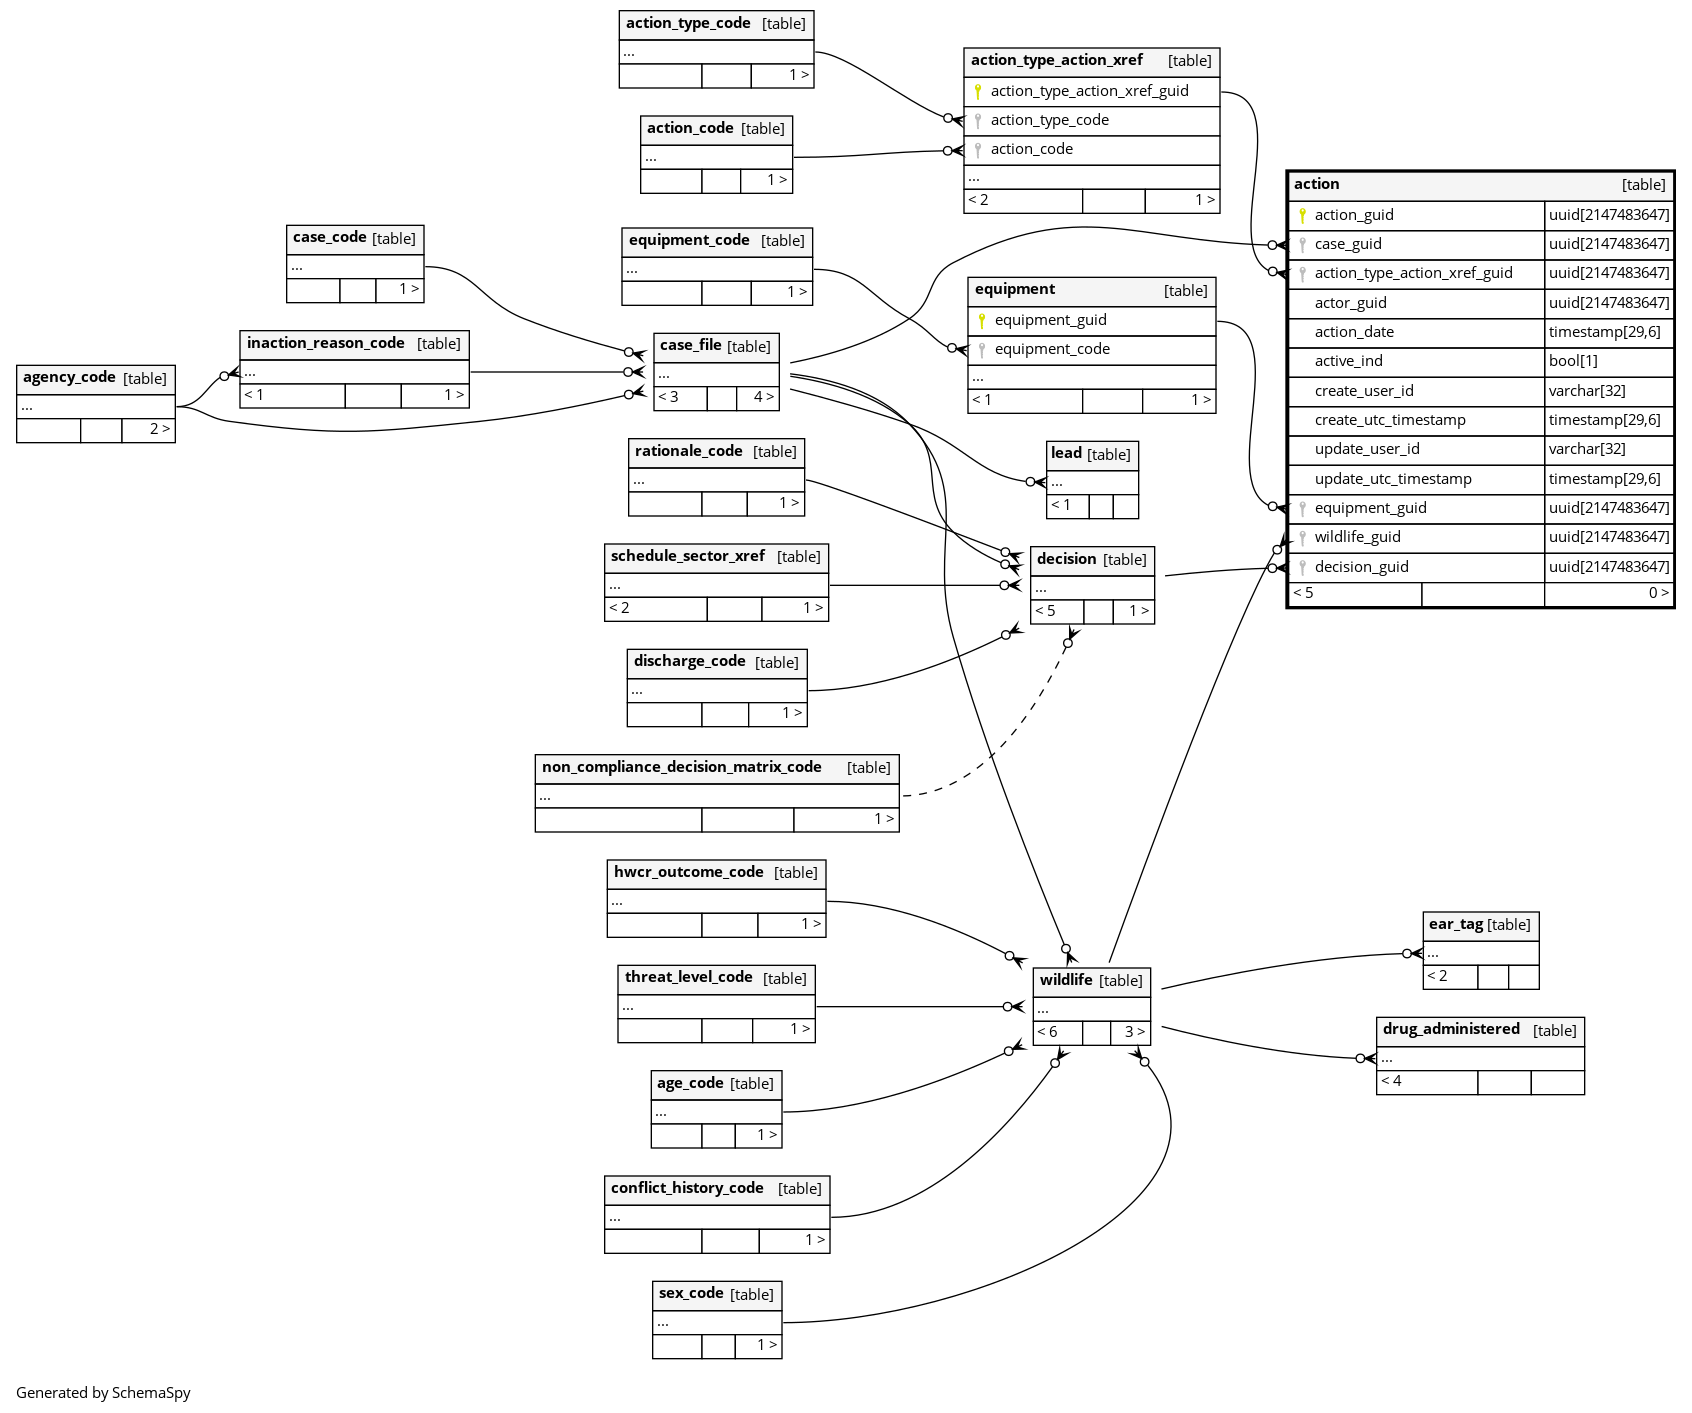 action_type_code [table]
...
1 >
action_code [table]
...
1 >
action_type_action_xref [table]
action_type_action_xref_guid
action_type_code
action_code
...
< 2 1 >
action [table]
action_guid uuid[2147483647]
case_guid uuid[2147483647]
action_type_action_xref_guid uuid[2147483647]
actor_guid uuid[2147483647]
action_date timestamp[29,6]
active_ind bool[1]
create_user_id varchar[32]
create_utc_timestamp timestamp[29,6]
update_user_id varchar[32]
update_utc_timestamp timestamp[29,6]
equipment_guid uuid[2147483647]
wildlife_guid uuid[2147483647]
decision_guid uuid[2147483647]
< 5 0 >
case_code [table]
...
1 >
equipment_code [table]
...
1 >
equipment [table]
equipment_guid
equipment_code
...
< 1 1 >
inaction_reason_code [table]
...
< 1 1 >
agency_code [table]
...
2 >
case_file [table]
...
< 3 4 >
rationale_code [table]
...
1 >
lead [table]
...
< 1
schedule_sector_xref [table]
...
< 2 1 >
decision [table]
...
< 5 1 >
discharge_code [table]
...
1 >
non_compliance_decision_matrix_code [table]
...
1 >
hwcr_outcome_code [table]
...
1 >
threat_level_code [table]
...
1 >
wildlife [table]
...
< 6 3 >
ear_tag [table]
...
< 2
drug_administered [table]
...
< 4
age_code [table]
...
1 >
conflict_history_code [table]
...
1 >
sex_code [table]
...
1 >
Generated by SchemaSpy